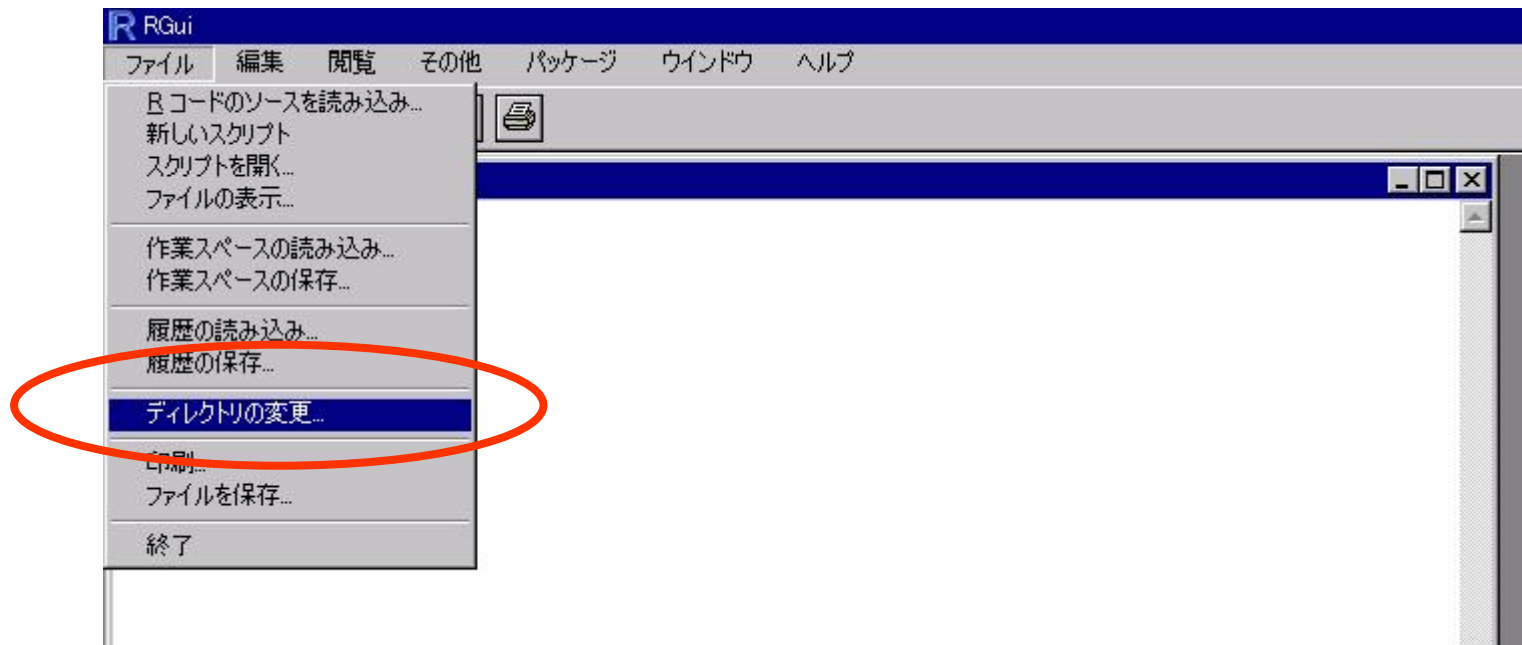 RGui
ファイル 編集 閲覧 その他 パッケージ ウインドウ ヘルプ
R コードのソースを読み込み...
新しいスクリプト
スクリプトを開く...
ファイルの表示...
作業スペースの読み込み...
作業スペースの保存...
履歴の読み込み...
履歴の保存...
ディレクトリの変更...
印刷...
ファイルを保存...
終了